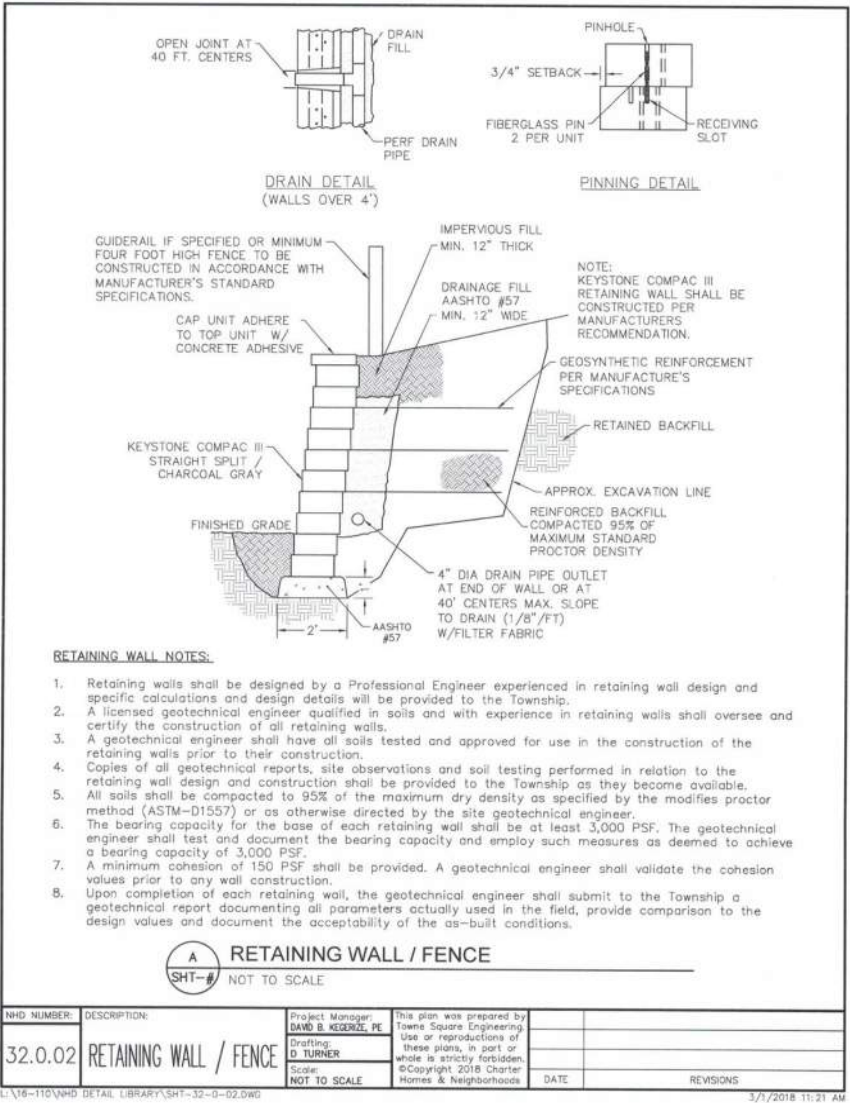 OPEN JOINT AT
40 FT. CENTERS
DRAIN
FILL
PERF DRAIN
PIPE
DRAIN DETAIL
(WALLS OVER 4')
PINHOLE
3/4" SETBACK
FIBERGLASS PIN
2 PER UNIT
RECEIVING
SLOT
PINNING DETAIL
GUIDERAIL IF SPECIFIED OR MINIMUM
FOUR FOOT HIGH FENCE TO BE
CONSTRUCTED IN ACCORDANCE WITH
MANUFACTURER'S STANDARD
SPECIFICATIONS.
CAP UNIT ADHERE
TO TOP UNIT W/
CONCRETE ADHESIVE
IMPERVIOUS FILL
MIN. 12" THICK
DRAINAGE FILL
AASHTO #57
MIN. 12" WIDE
NOTE:
KEYSTONE COMPAC III
RETAINING WALL SHALL BE
CONSTRUCTED PER
MANUFACTURERS
RECOMMENDATION.
GEOSYNTHETIC REINFORCEMENT
PER MANUFACTURE'S
SPECIFICATIONS
RETAINED BACKFILL
KEYSTONE COMPAC III
STRAIGHT SPLIT /
CHARCOAL GRAY
APPROX. EXCAVATION LINE
REINFORCED BACKFILL
COMPACTED 95% OF
MAXIMUM STANDARD
PROCTOR DENSITY
FINISHED GRADE
4" DIA DRAIN PIPE OUTLET
AT END OF WALL OR AT
40' CENTERS MAX. SLOPE
TO DRAIN (1/8"/FT)
W/FILTER FABRIC
1'
2'
AASHTO
#57
RETAINING WALL NOTES:
1. Retaining walls shall be designed by a Professional Engineer experienced in retaining wall design and
specific calculations and design details will be provided to the Township.
2. A licensed geotechnical engineer qualified in soils and with experience in retaining walls shall oversee and
certify the construction of all retaining walls.
3. A geotechnical engineer shall have all soils tested and approved for use in the construction of the
retaining walls prior to their construction.
4. Copies of all geotechnical reports, site observations and soil testing performed in relation to the
retaining wall design and construction shall be provided to the Township as they become available.
5. All soils shall be compacted to 95% of the maximum dry density as specified by the modifies proctor
method (ASTM-D1557) or as otherwise directed by the site geotechnical engineer.
6. The bearing capacity for the base of each retaining wall shall be at least 3,000 PSF. The geotechnical
engineer shall test and document the bearing capacity and employ such measures as deemed to achieve
a bearing capacity of 3,000 PSF.
7. A minimum cohesion of 150 PSF shall be provided. A geotechnical engineer shall validate the cohesion
values prior to any wall construction.
8. Upon completion of each retaining wall, the geotechnical engineer shall submit to the Township a
geotechnical report documenting all parameters actually used in the field, provide comparison to the
design values and document the acceptability of the as-built conditions.
A
SHT-#
RETAINING WALL / FENCE
NOT TO SCALE
NHD NUMBER:
32.0.02
DESCRIPTION:
RETAINING WALL / FENCE
Project Manager:
DAVID B. KEGERIZE, PE
Drafting:
D TURNER
Scale:
NOT TO SCALE
This plan was prepared by
Towne Square Engineering.
Use or reproductions of
these plans, in part or
whole is strictly forbidden.
©Copyright 2018 Charter
Homes & Neighborhoods
DATE
REVISIONS
L:\16-110\NHD DETAIL LIBRARY\SHT-32-0-02.DWG
3/1/2018 11:21 AM